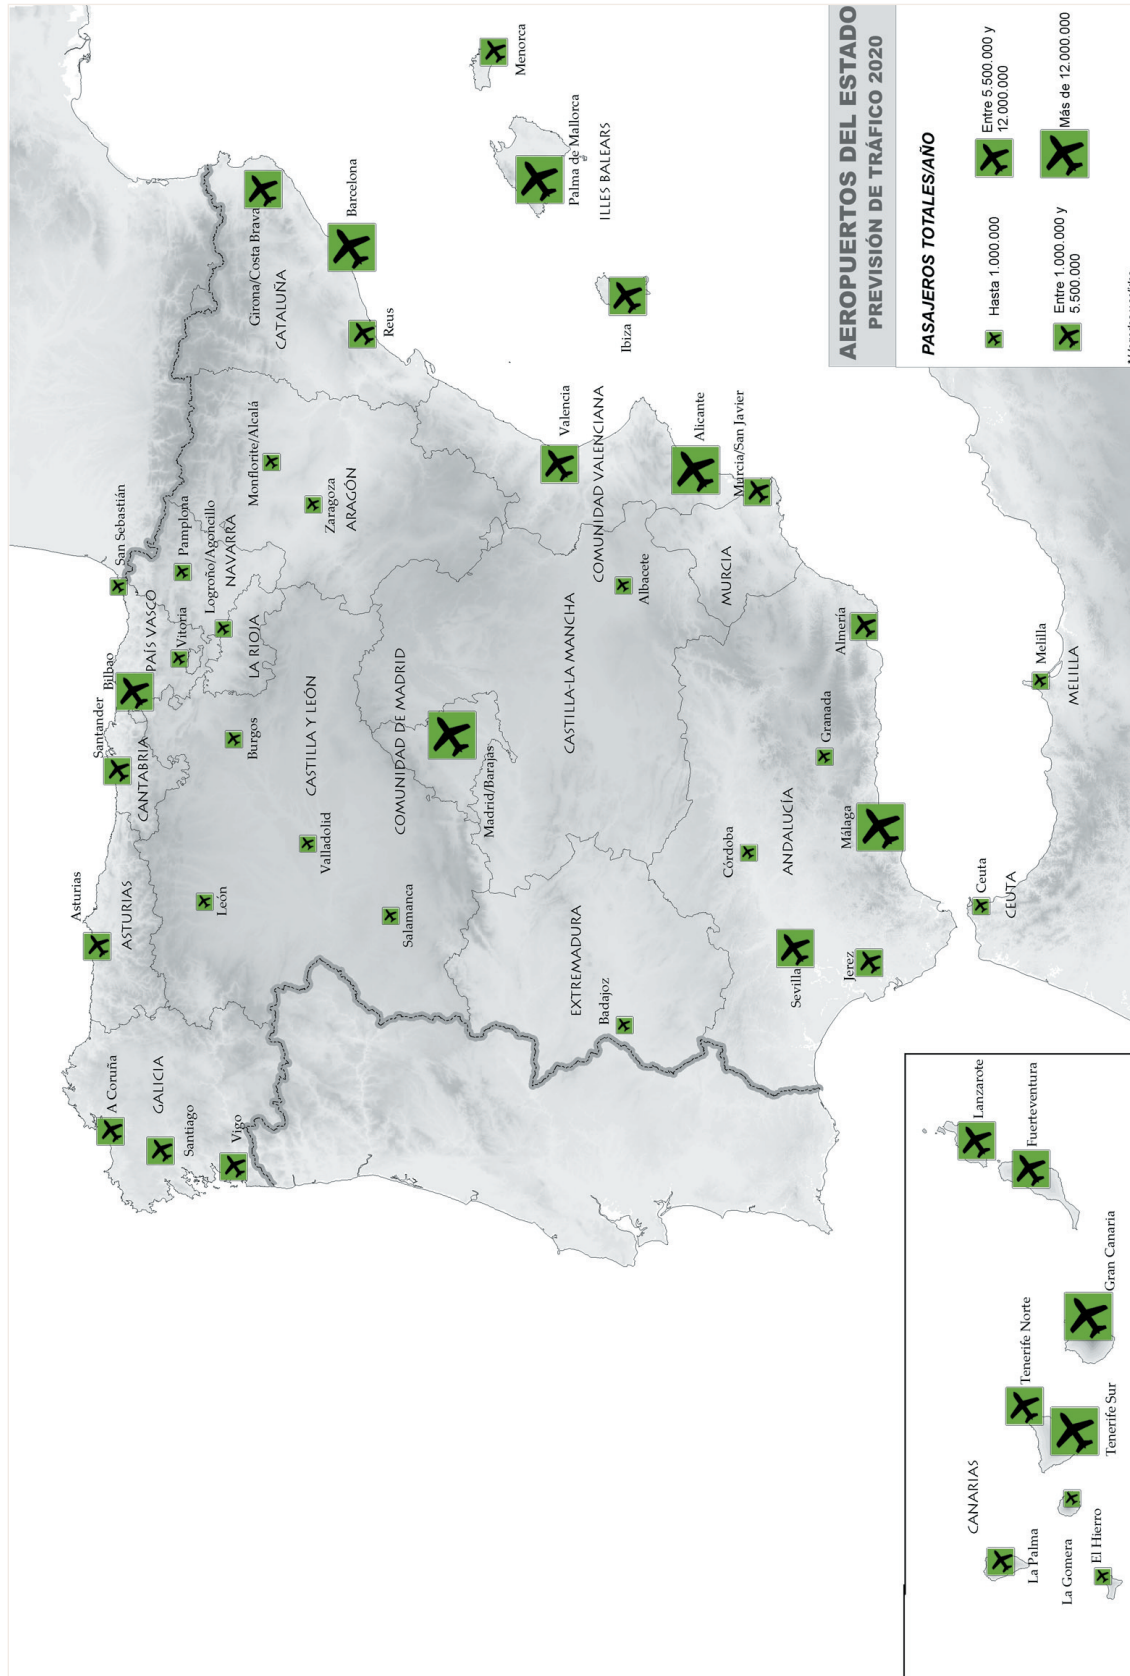 AEROPUERTOS DEL ESTADO
PREVISIÓN DE TRÁFICO 2020
PASAJEROS TOTALES/AÑO
Hasta 1.000.000
Entre 1.000.000 y
5.500.000
Entre 5.500.000 y
12.000.000
Más de 12.000.000
A Coruña
GALICIA
Santiago
Vigo
Asturias
ASTURIAS
Santander
CANTABRIA
Bilbao
PAÍS VASCO
Vitoria
San Sebastián
Pamplona
Logroño/Agoncillo
NAVARRA
LA RIOJA
León
Burgos
Valladolid
CASTILLA Y LEÓN
Salamanca
Monflorite/Alcalá
Zaragoza
ARAGÓN
Girona/Costa Brava
CATALUÑA
Barcelona
Reus
Menorca
Palma de Mallorca
ILLES BALEARS
Ibiza
COMUNIDAD DE MADRID
Madrid/Barajas
CASTILLA-LA MANCHA
Albacete
Valencia
COMUNIDAD VALENCIANA
Alicante
Murcia/San Javier
MURCIA
EXTREMADURA
Badajoz
Córdoba
ANDALUCÍA
Sevilla
Jerez
Málaga
Granada
Almería
Ceuta
CEUTA
Melilla
MELILLA
CANARIAS
La Palma
La Gomera
El Hierro
Tenerife Norte
Tenerife Sur
Gran Canaria
Fuerteventura
Lanzarote